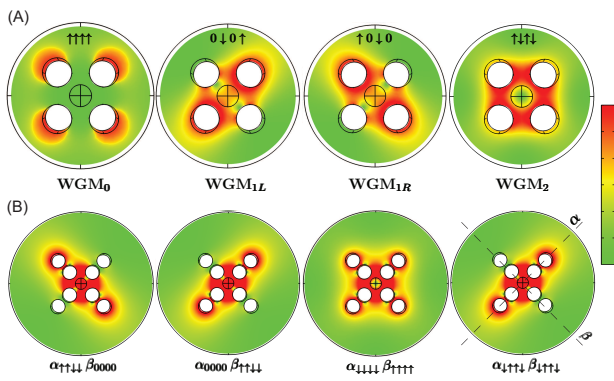 (A)
↑↑↑↑ 0↓0↑ ↑0↓0 ↑↓↑↓
WGM₀ WGM₁L WGM₁R WGM₂
(B)
α
β
α↑↑↓↓ β0000 α0000 β↑↑↓↓ α↓↓↓↓ β↑↑↑↑ α↓↑↑↓ β↓↑↑↓